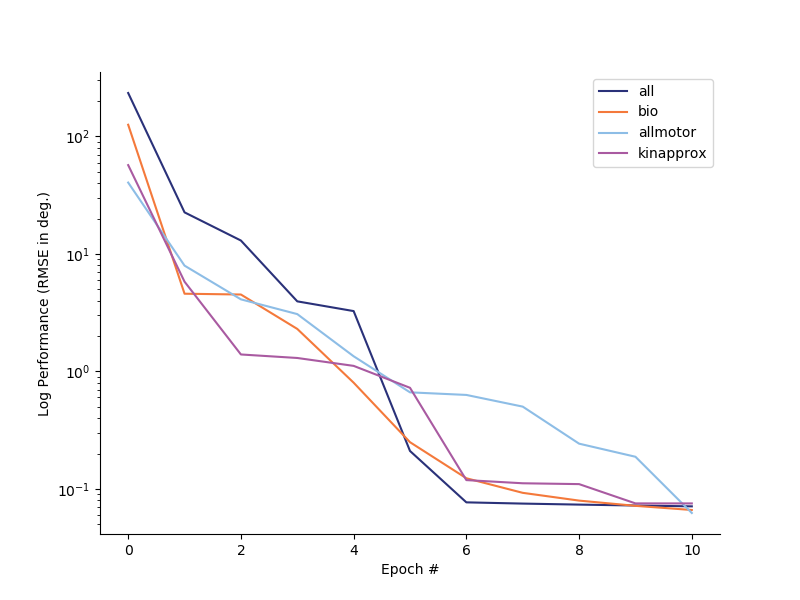 all
bio
allmotor
kinapprox
10²
10¹
10⁰
10⁻¹
Log Performance (RMSE in deg.)
0 2 4 6 8 10
Epoch #